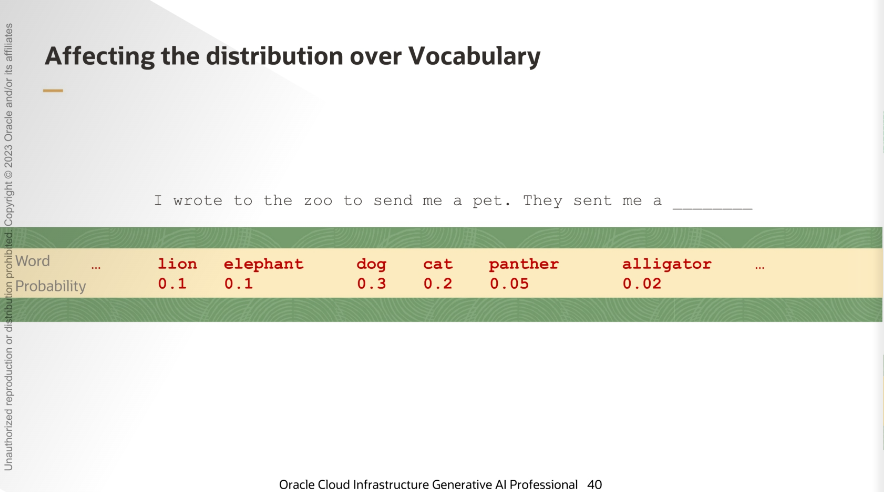 Affecting the distribution over Vocabulary
I wrote to the zoo to send me a pet. They sent me a ________
Word ... lion elephant dog cat panther alligator ...
Probability 0.1 0.1 0.3 0.2 0.05 0.02
Oracle Cloud Infrastructure Generative AI Professional 40
Unauthorized reproduction or distribution prohibited. Copyright © 2023 Oracle and/or its affiliates